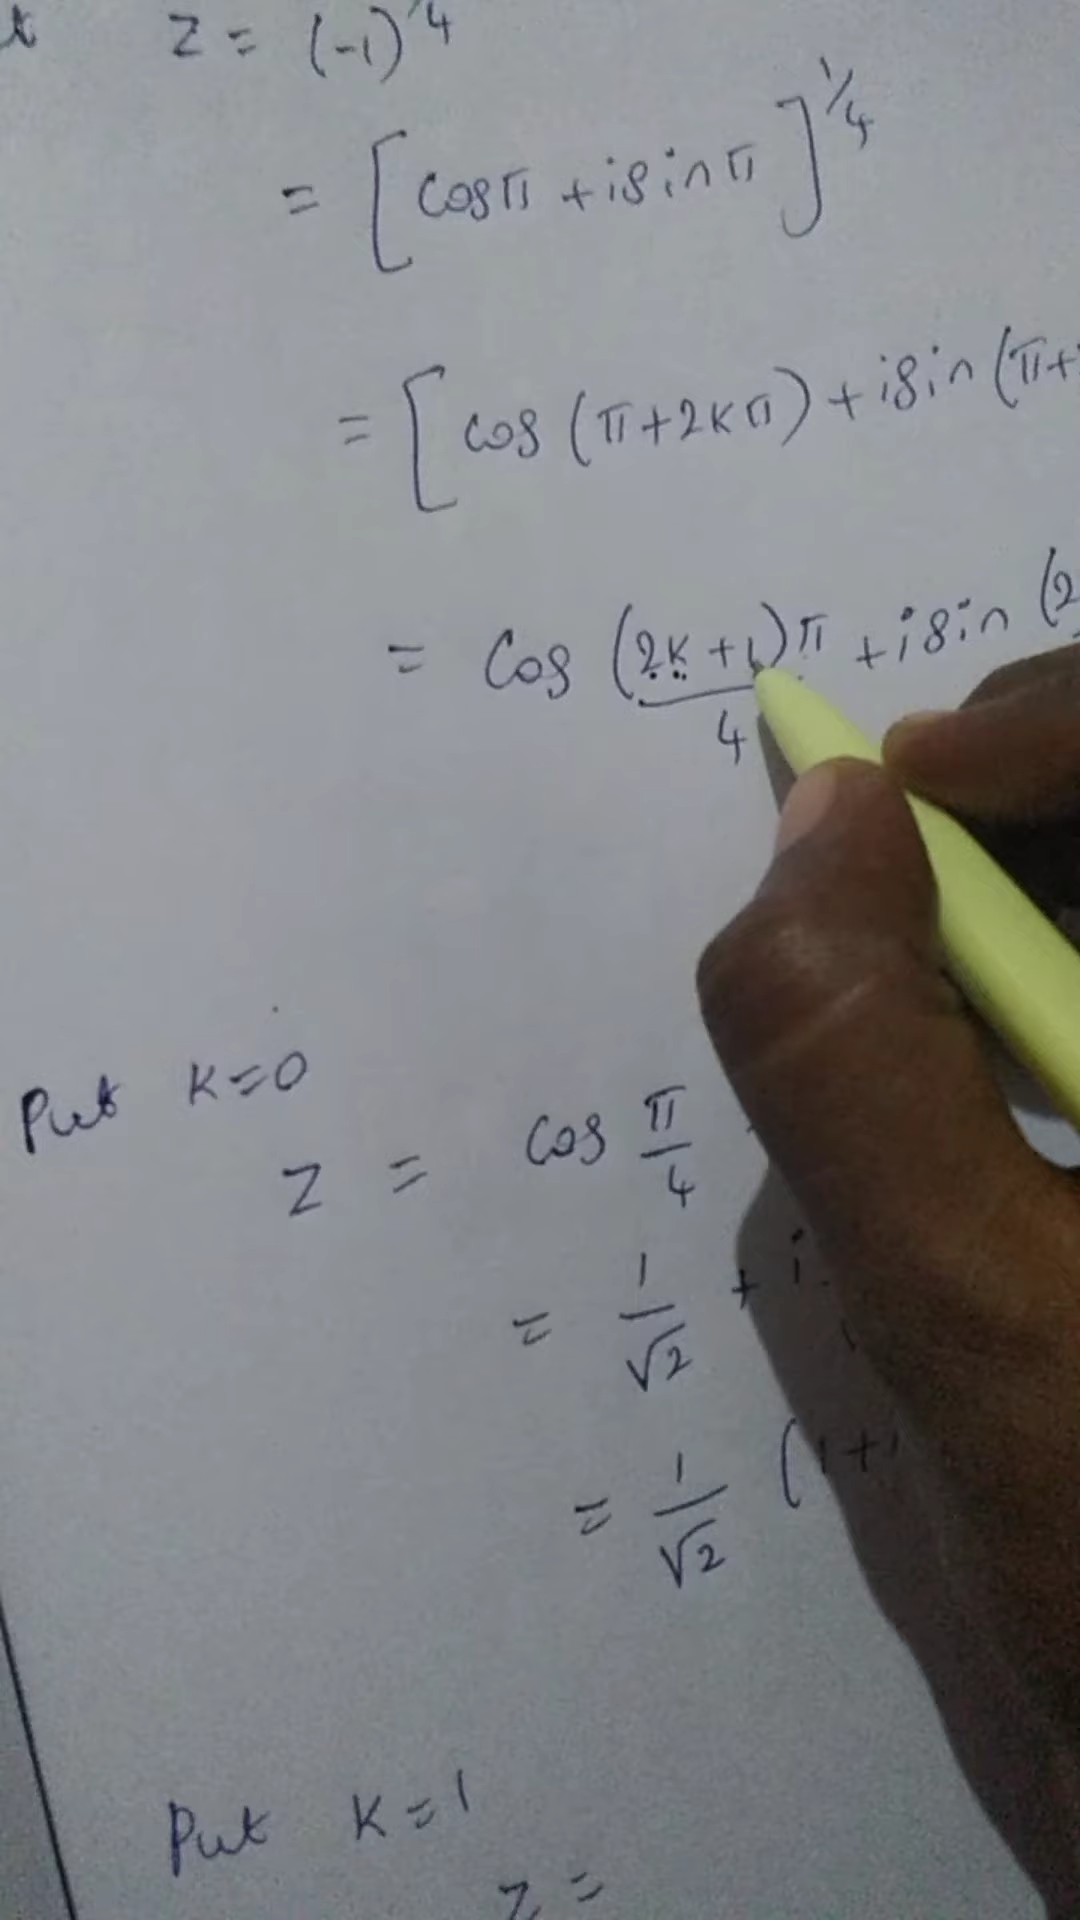 z = (-1)^1/4
= [cosπ + isinπ]^1/4
= [cos (π+2kπ) + isin (π+
= Cos (2k+1)π/4 + isin (2
Put k=0
z = cos π/4
= 1/√2 + i
= 1/√2 (1+i
Put k=1
z =